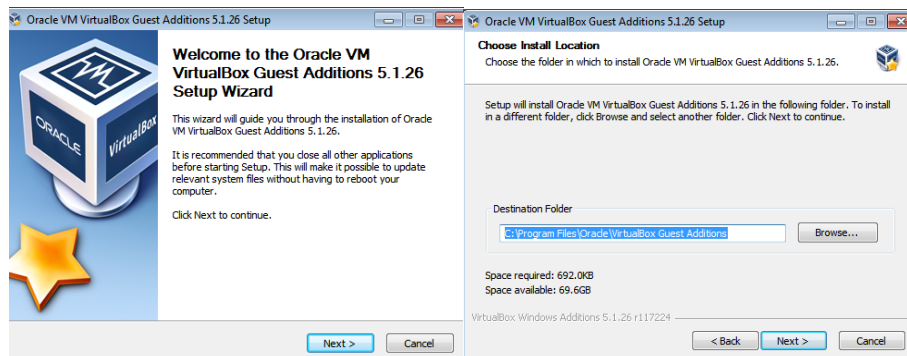 Oracle VM VirtualBox Guest Additions 5.1.26 Setup
Welcome to the Oracle VM
VirtualBox Guest Additions 5.1.26
Setup Wizard
This wizard will guide you through the installation of Oracle
VM VirtualBox Guest Additions 5.1.26.
It is recommended that you close all other applications
before starting Setup. This will make it possible to update
relevant system files without having to reboot your
computer.
Click Next to continue.
ORACLE
VirtualBox
Next >
Cancel
Oracle VM VirtualBox Guest Additions 5.1.26 Setup
Choose Install Location
Choose the folder in which to install Oracle VM VirtualBox Guest Additions 5.1.26.
Setup will install Oracle VM VirtualBox Guest Additions 5.1.26 in the following folder. To install
in a different folder, click Browse and select another folder. Click Next to continue.
Destination Folder
C:\Program Files\Oracle\VirtualBox Guest Additions
Browse...
Space required: 692.0KB
Space available: 69.6GB
VirtualBox Windows Additions 5.1.26 r117224
< Back
Next >
Cancel